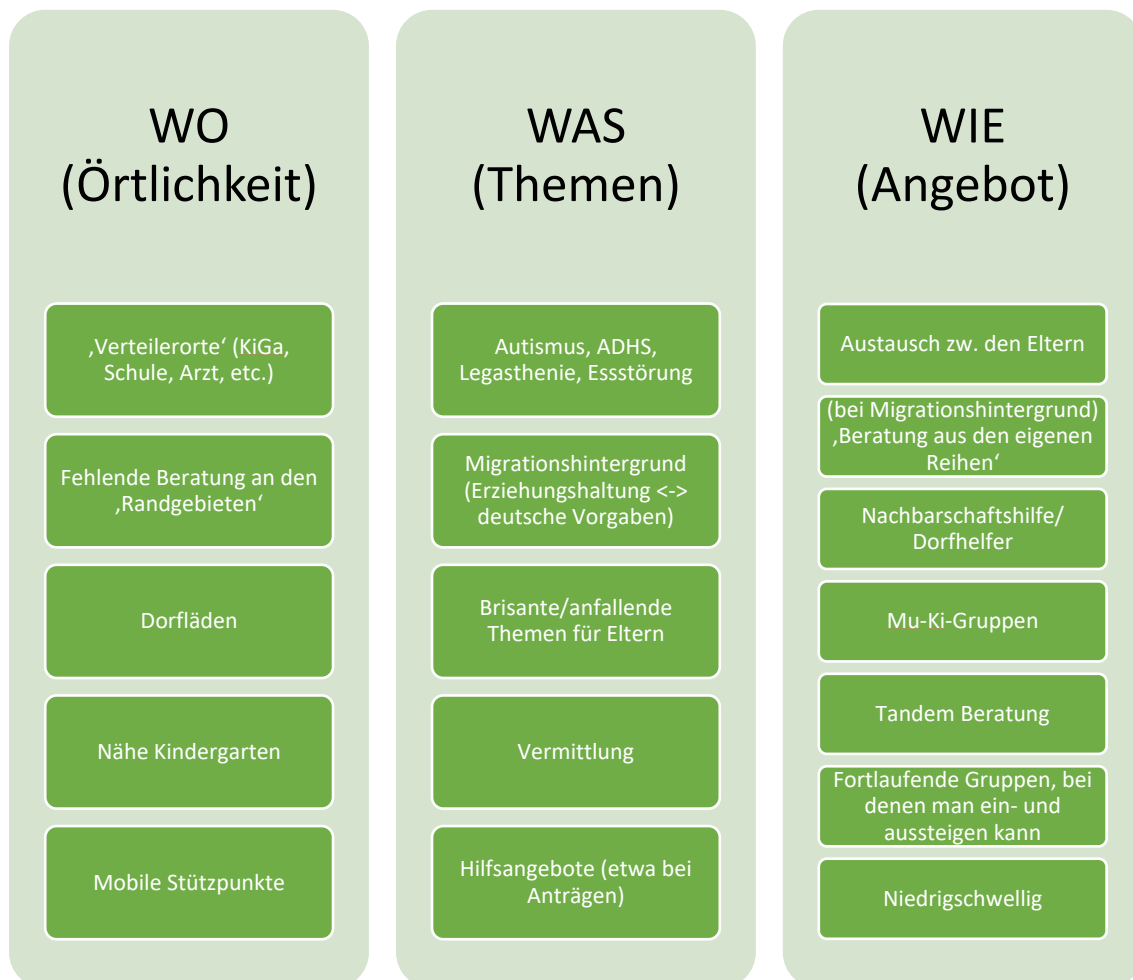 WO
(Örtlichkeit)
‚Verteilerorte‘ (KiGa,
Schule, Arzt, etc.)
Fehlende Beratung an den
‚Randgebieten‘
Dorfläden
Nähe Kindergarten
Mobile Stützpunkte
WAS
(Themen)
Autismus, ADHS,
Legasthenie, Essstörung
Migrationshintergrund
(Erziehungshaltung <->
deutsche Vorgaben)
Brisante/anfallende
Themen für Eltern
Vermittlung
Hilfsangebote (etwa bei
Anträgen)
WIE
(Angebot)
Austausch zw. den Eltern
(bei Migrationshintergrund)
‚Beratung aus den eigenen
Reihen‘
Nachbarschaftshilfe/
Dorfhelfer
Mu-Ki-Gruppen
Tandem Beratung
Fortlaufende Gruppen, bei
denen man ein- und
aussteigen kann
Niedrigschwellig